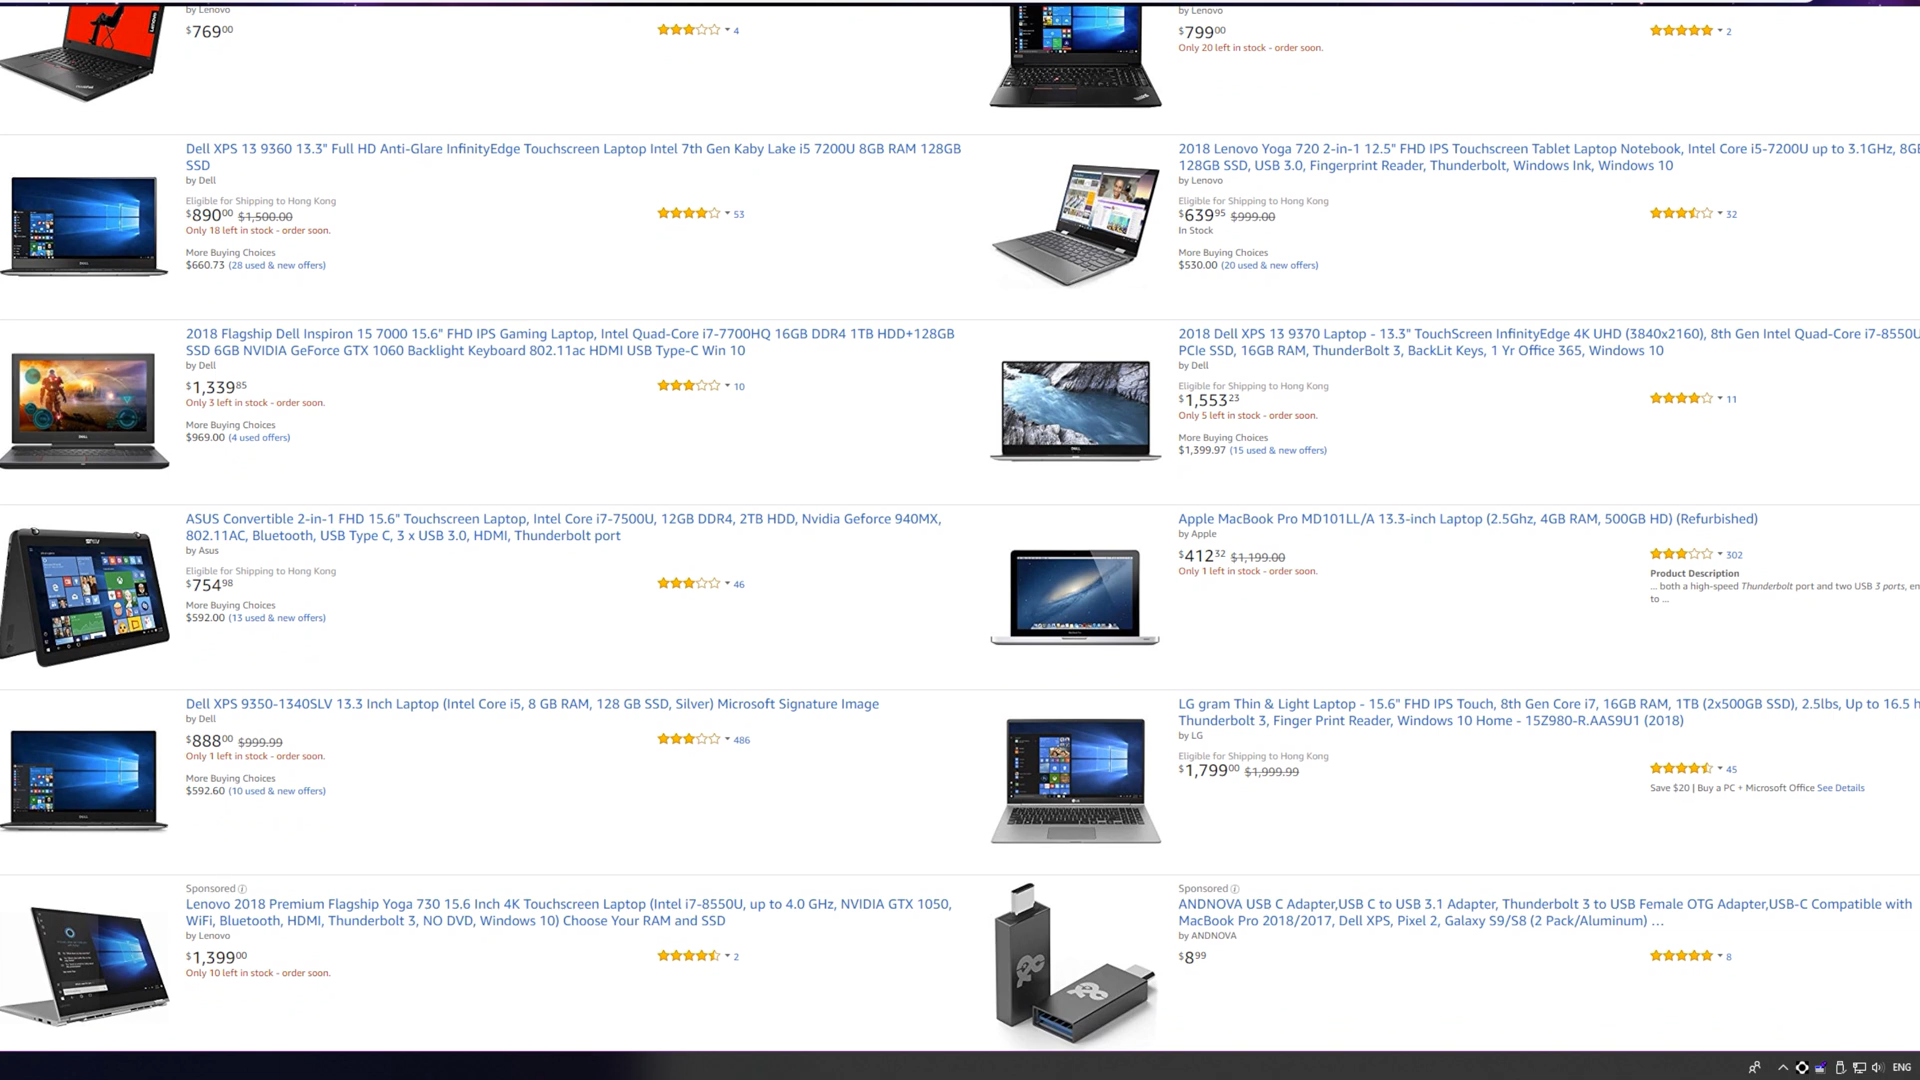 by Lenovo
$769.00
4
by Lenovo
$799.00
Only 20 left in stock - order soon.
2
Dell XPS 13 9360 13.3" Full HD Anti-Glare InfinityEdge Touchscreen Laptop Intel 7th Gen Kaby Lake i5 7200U 8GB RAM 128GB
SSD
by Dell
Eligible for Shipping to Hong Kong
$890.00 $1,500.00
Only 18 left in stock - order soon.
More Buying Choices
$660.73 (28 used & new offers)
53
2018 Lenovo Yoga 720 2-in-1 12.5" FHD IPS Touchscreen Tablet Laptop Notebook, Intel Core i5-7200U up to 3.1GHz, 8G
128GB SSD, USB 3.0, Fingerprint Reader, Thunderbolt, Windows Ink, Windows 10
by Lenovo
Eligible for Shipping to Hong Kong
$639.95 $999.00
In Stock
More Buying Choices
$530.00 (20 used & new offers)
32
2018 Flagship Dell Inspiron 15 7000 15.6" FHD IPS Gaming Laptop, Intel Quad-Core i7-7700HQ 16GB DDR4 1TB HDD+128GB
SSD 6GB NVIDIA GeForce GTX 1060 Backlight Keyboard 802.11ac HDMI USB Type-C Win 10
by Dell
$1,339.85
Only 3 left in stock - order soon.
More Buying Choices
$969.00 (4 used offers)
10
2018 Dell XPS 13 9370 Laptop - 13.3" TouchScreen InfinityEdge 4K UHD (3840x2160), 8th Gen Intel Quad-Core i7-8550U
PCIe SSD, 16GB RAM, ThunderBolt 3, BackLit Keys, 1 Yr Office 365, Windows 10
by Dell
Eligible for Shipping to Hong Kong
$1,553.23
Only 5 left in stock - order soon.
More Buying Choices
$1,399.97 (15 used & new offers)
11
ASUS Convertible 2-in-1 FHD 15.6" Touchscreen Laptop, Intel Core i7-7500U, 12GB DDR4, 2TB HDD, Nvidia Geforce 940MX,
802.11AC, Bluetooth, USB Type C, 3 x USB 3.0, HDMI, Thunderbolt port
by Asus
Eligible for Shipping to Hong Kong
$754.98
More Buying Choices
$592.00 (13 used & new offers)
46
Apple MacBook Pro MD101LL/A 13.3-inch Laptop (2.5Ghz, 4GB RAM, 500GB HD) (Refurbished)
by Apple
$412.32 $1,199.00
Only 1 left in stock - order soon.
302
Product Description
... both a high-speed Thunderbolt port and two USB 3 ports, en
to ...
Dell XPS 9350-1340SLV 13.3 Inch Laptop (Intel Core i5, 8 GB RAM, 128 GB SSD, Silver) Microsoft Signature Image
by Dell
$888.00 $999.99
Only 1 left in stock - order soon.
More Buying Choices
$592.60 (10 used & new offers)
486
LG gram Thin & Light Laptop - 15.6" FHD IPS Touch, 8th Gen Core i7, 16GB RAM, 1TB (2x500GB SSD), 2.5lbs, Up to 16.5 h
Thunderbolt 3, Finger Print Reader, Windows 10 Home - 15Z980-R.AAS9U1 (2018)
by LG
Eligible for Shipping to Hong Kong
$1,799.00 $1,999.99
45
Save $20 | Buy a PC + Microsoft Office See Details
Sponsored
Lenovo 2018 Premium Flagship Yoga 730 15.6 Inch 4K Touchscreen Laptop (Intel i7-8550U, up to 4.0 GHz, NVIDIA GTX 1050,
WiFi, Bluetooth, HDMI, Thunderbolt 3, NO DVD, Windows 10) Choose Your RAM and SSD
by Lenovo
$1,399.00
Only 10 left in stock - order soon.
2
Sponsored
ANDNOVA USB C Adapter,USB C to USB 3.1 Adapter, Thunderbolt 3 to USB Female OTG Adapter,USB-C Compatible with
MacBook Pro 2018/2017, Dell XPS, Pixel 2, Galaxy S9/S8 (2 Pack/Aluminum) ...
by ANDNOVA
$8.99
8
ENG